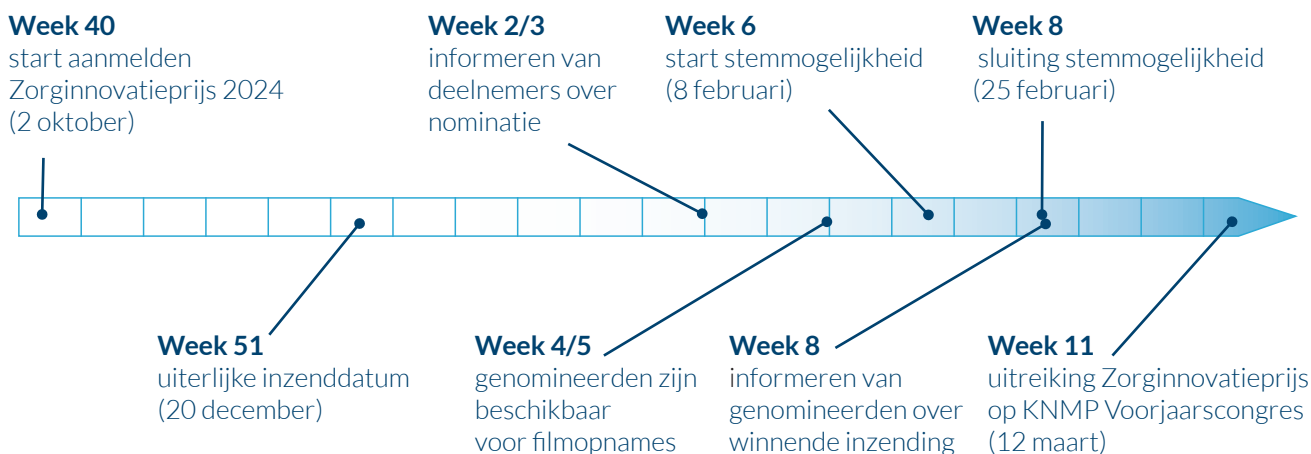 Week 40
start aanmelden
Zorginnovatieprijs 2024
(2 oktober)
Week 2/3
informeren van
deelnemers over
nominatie
Week 6
start stemmogelijkheid
(8 februari)
Week 8
sluiting stemmogelijkheid
(25 februari)
Week 51
uiterlijke inzenddatum
(20 december)
Week 4/5
genomineerden zijn
beschikbaar
voor filmopnames
Week 8
informeren van
genomineerden over
winnende inzending
Week 11
uitreiking Zorginnovatieprijs
op KNMP Voorjaarscongres
(12 maart)